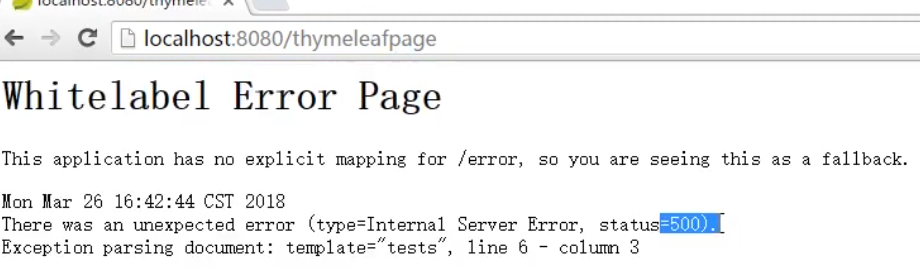 localhost:8080/thymele
localhost:8080/thymeleafpage
Whitelabel Error Page
This application has no explicit mapping for /error, so you are seeing this as a fallback.
Mon Mar 26 16:42:44 CST 2018
There was an unexpected error (type=Internal Server Error, status=500).
Exception parsing document: template="tests", line 6 - column 3